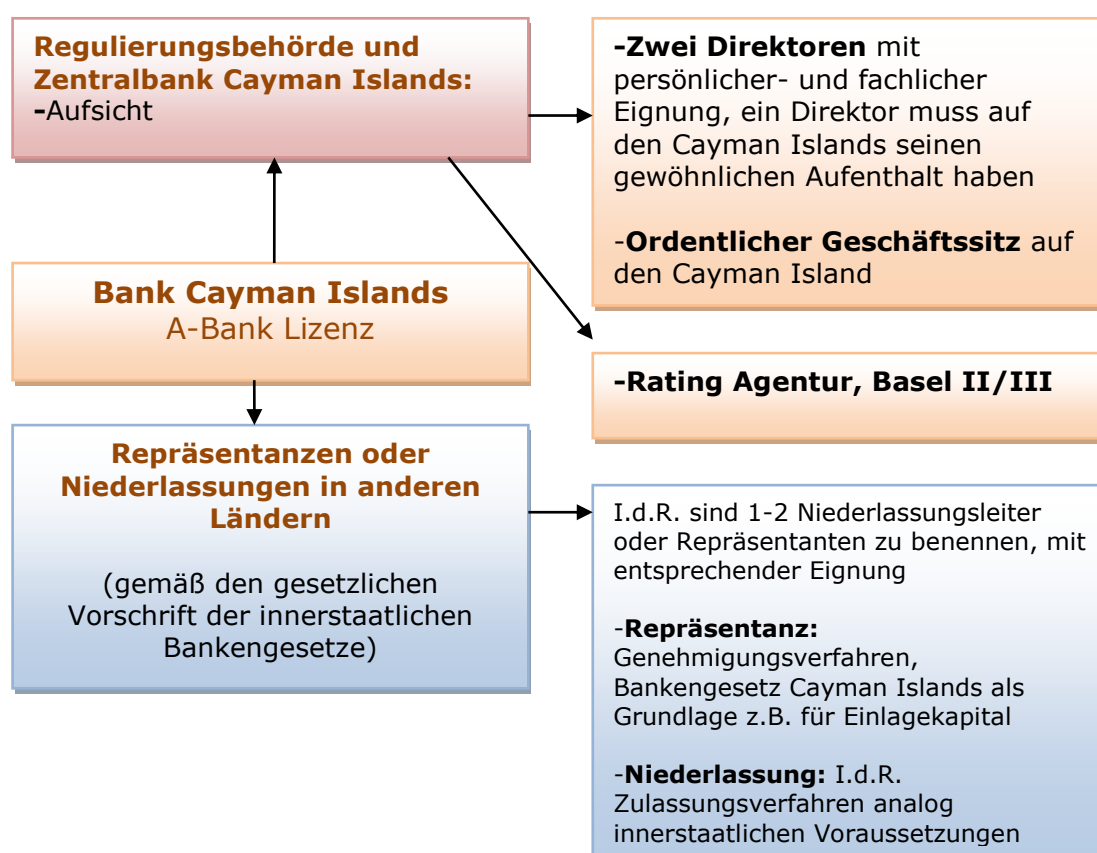 Regulierungsbehörde und
Zentralbank Cayman Islands:
-Aufsicht
-Zwei Direktoren mit
persönlicher- und fachlicher
Eignung, ein Direktor muss auf
den Cayman Islands seinen
gewöhnlichen Aufenthalt haben
-Ordentlicher Geschäftssitz auf
den Cayman Island
Bank Cayman Islands
A-Bank Lizenz
-Rating Agentur, Basel II/III
Repräsentanzen oder
Niederlassungen in anderen
Ländern
(gemäß den gesetzlichen
Vorschrift der innerstaatlichen
Bankengesetze)
I.d.R. sind 1-2 Niederlassungsleiter
oder Repräsentanten zu benennen, mit
entsprechender Eignung
-Repräsentanz:
Genehmigungsverfahren,
Bankengesetz Cayman Islands als
Grundlage z.B. für Einlagekapital
-Niederlassung: I.d.R.
Zulassungsverfahren analog
innerstaatlichen Voraussetzungen